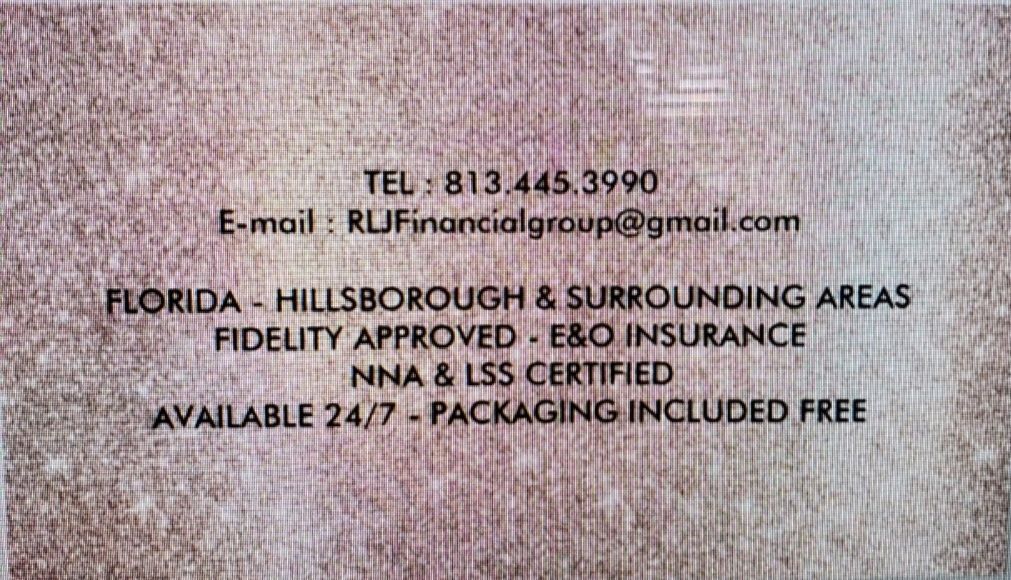 TEL : 813.445.3990
E-mail : RLJFinancialgroup@gmail.com
FLORIDA - HILLSBOROUGH & SURROUNDING AREAS
FIDELITY APPROVED - E&O INSURANCE
NNA & LSS CERTIFIED
AVAILABLE 24/7 - PACKAGING INCLUDED FREE